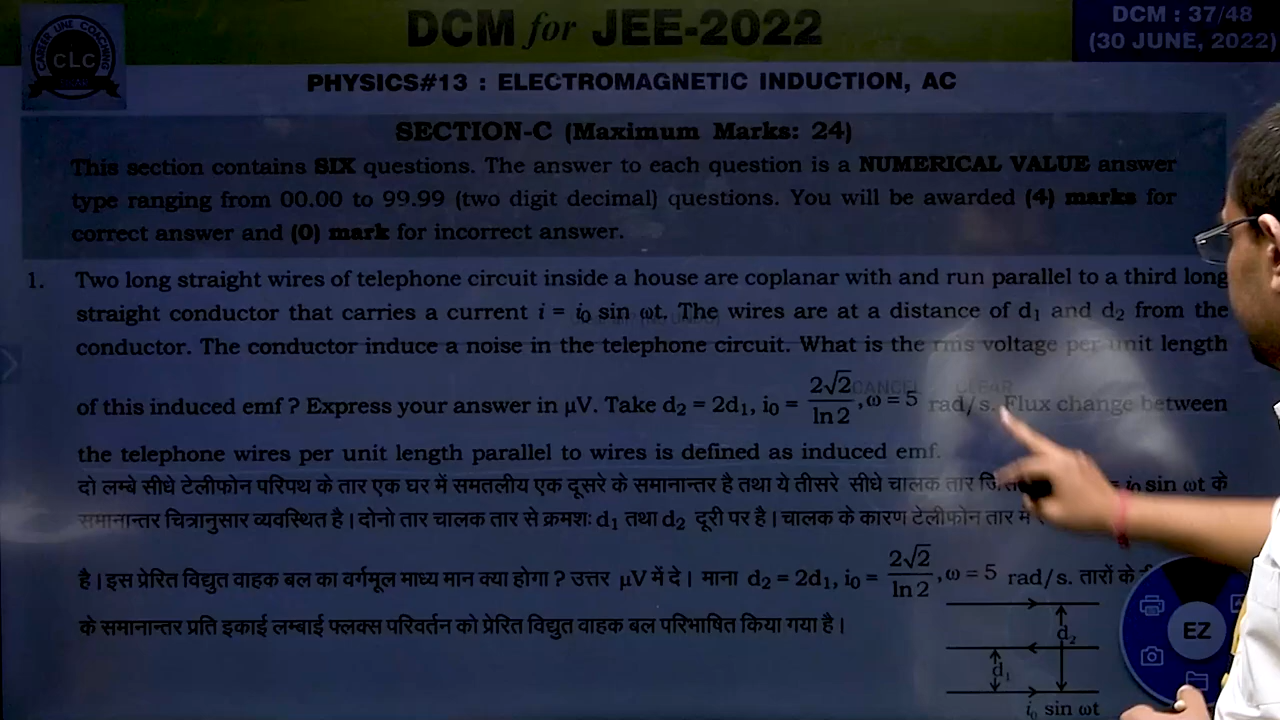 DCM for JEE-2022
DCM : 37/48
(30 JUNE, 2022)
CLC
PHYSICS#13 : ELECTROMAGNETIC INDUCTION, AC
SECTION-C (Maximum Marks: 24)
This section contains SIX questions. The answer to each question is a NUMERICAL VALUE answer
type ranging from 00.00 to 99.99 (two digit decimal) questions. You will be awarded (4) marks for
correct answer and (0) mark for incorrect answer.
1. Two long straight wires of telephone circuit inside a house are coplanar with and run parallel to a third long
straight conductor that carries a current i = i₀ sin ωt. The wires are at a distance of d₁ and d₂ from the
conductor. The conductor induce a noise in the telephone circuit. What is the rms voltage per unit length
CANCEL CLEAR
of this induced emf ? Express your answer in μV. Take d₂ = 2d₁, i₀ = 2√2/ln 2, ω = 5 rad/s. Flux change between
the telephone wires per unit length parallel to wires is defined as induced emf.
दो लम्बे सीधे टेलीफोन परिपथ के तार एक घर में समतलीय एक दूसरे के समानान्तर है तथा ये तीसरे सीधे चालक तार = i₀ sin ωt के
समानान्तर चित्रानुसार व्यवस्थित है। दोनो तार चालक तार से क्रमशः d₁ तथा d₂ दूरी पर है। चालक के कारण टेलीफोन तार में
है। इस प्रेरित विद्युत वाहक बल का वर्गमूल माध्य मान क्या होगा ? उत्तर μV में दे। माना d₂ = 2d₁, i₀ = 2√2/ln 2, ω = 5 rad/s. तारों के
के समानान्तर प्रति इकाई लम्बाई फ्लक्स परिवर्तन को प्रेरित विद्युत वाहक बल परिभाषित किया गया है।
d₂
d₁
i₀ sin ωt
EZ